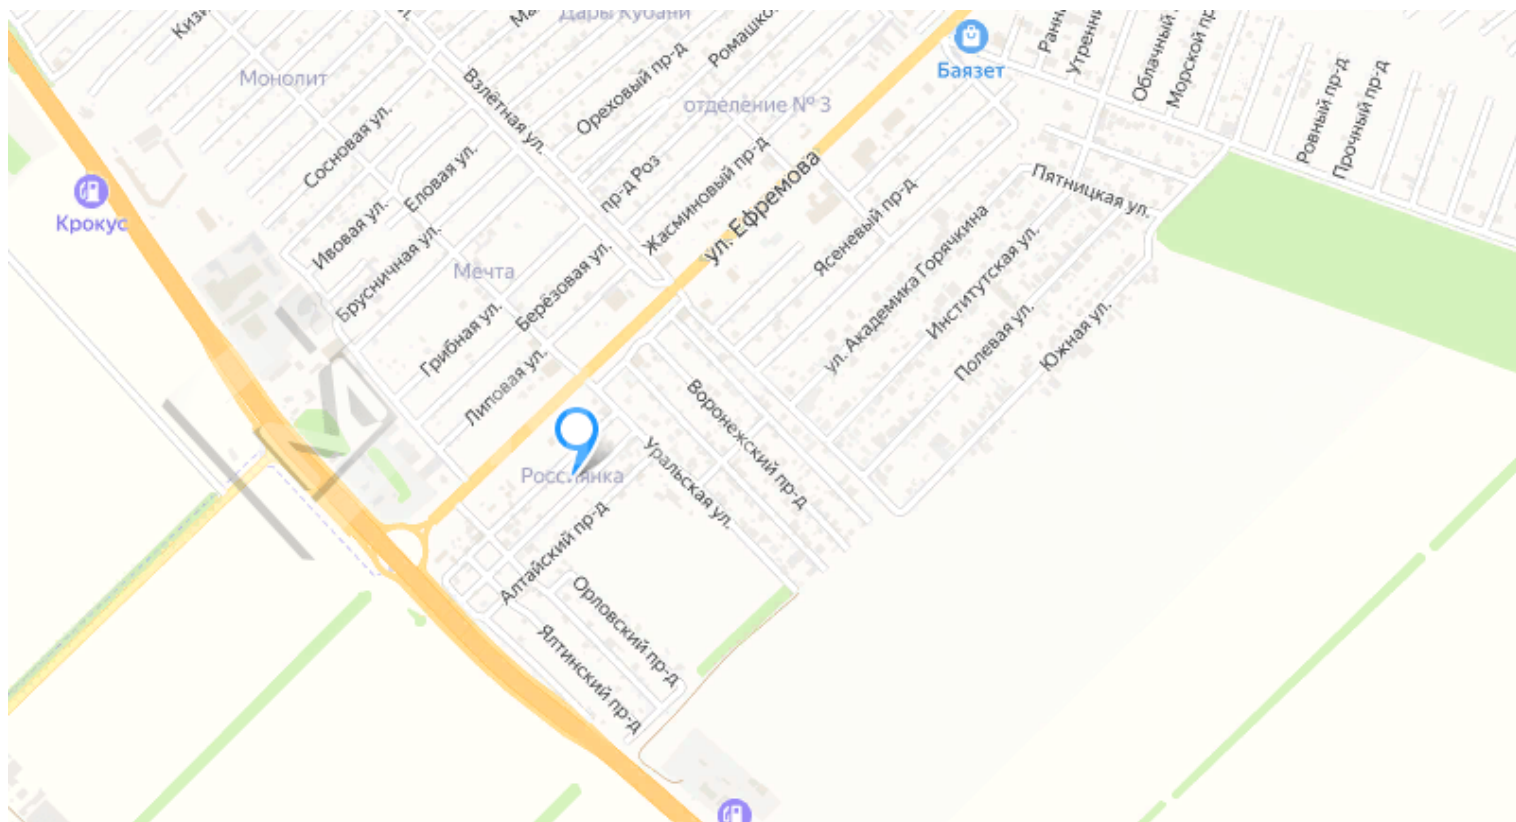 Дары Кубани
Монолит
Взлётная ул.
Ореховый пр-д
Баязет
Облачный
Морской пр
Ровный пр-д
Прочный пр-д
отделение № 3
Сосновая ул.
Еловая ул.
пр-д Роз
Жасминовый пр-д
ул. Ефремова
Пятницкая ул.
Крокус
Ивовая ул.
Брусничная ул.
Мечта
Берёзовая ул.
Ясеневый пр-д
ул. Академика Горячкина
Институтская ул.
Полевая ул.
Южная ул.
Грибная ул.
Липовая ул.
Воронежский пр-д
Уральская ул.
Алтайский пр-д
Орловский пр-д
Ялтинский пр-д